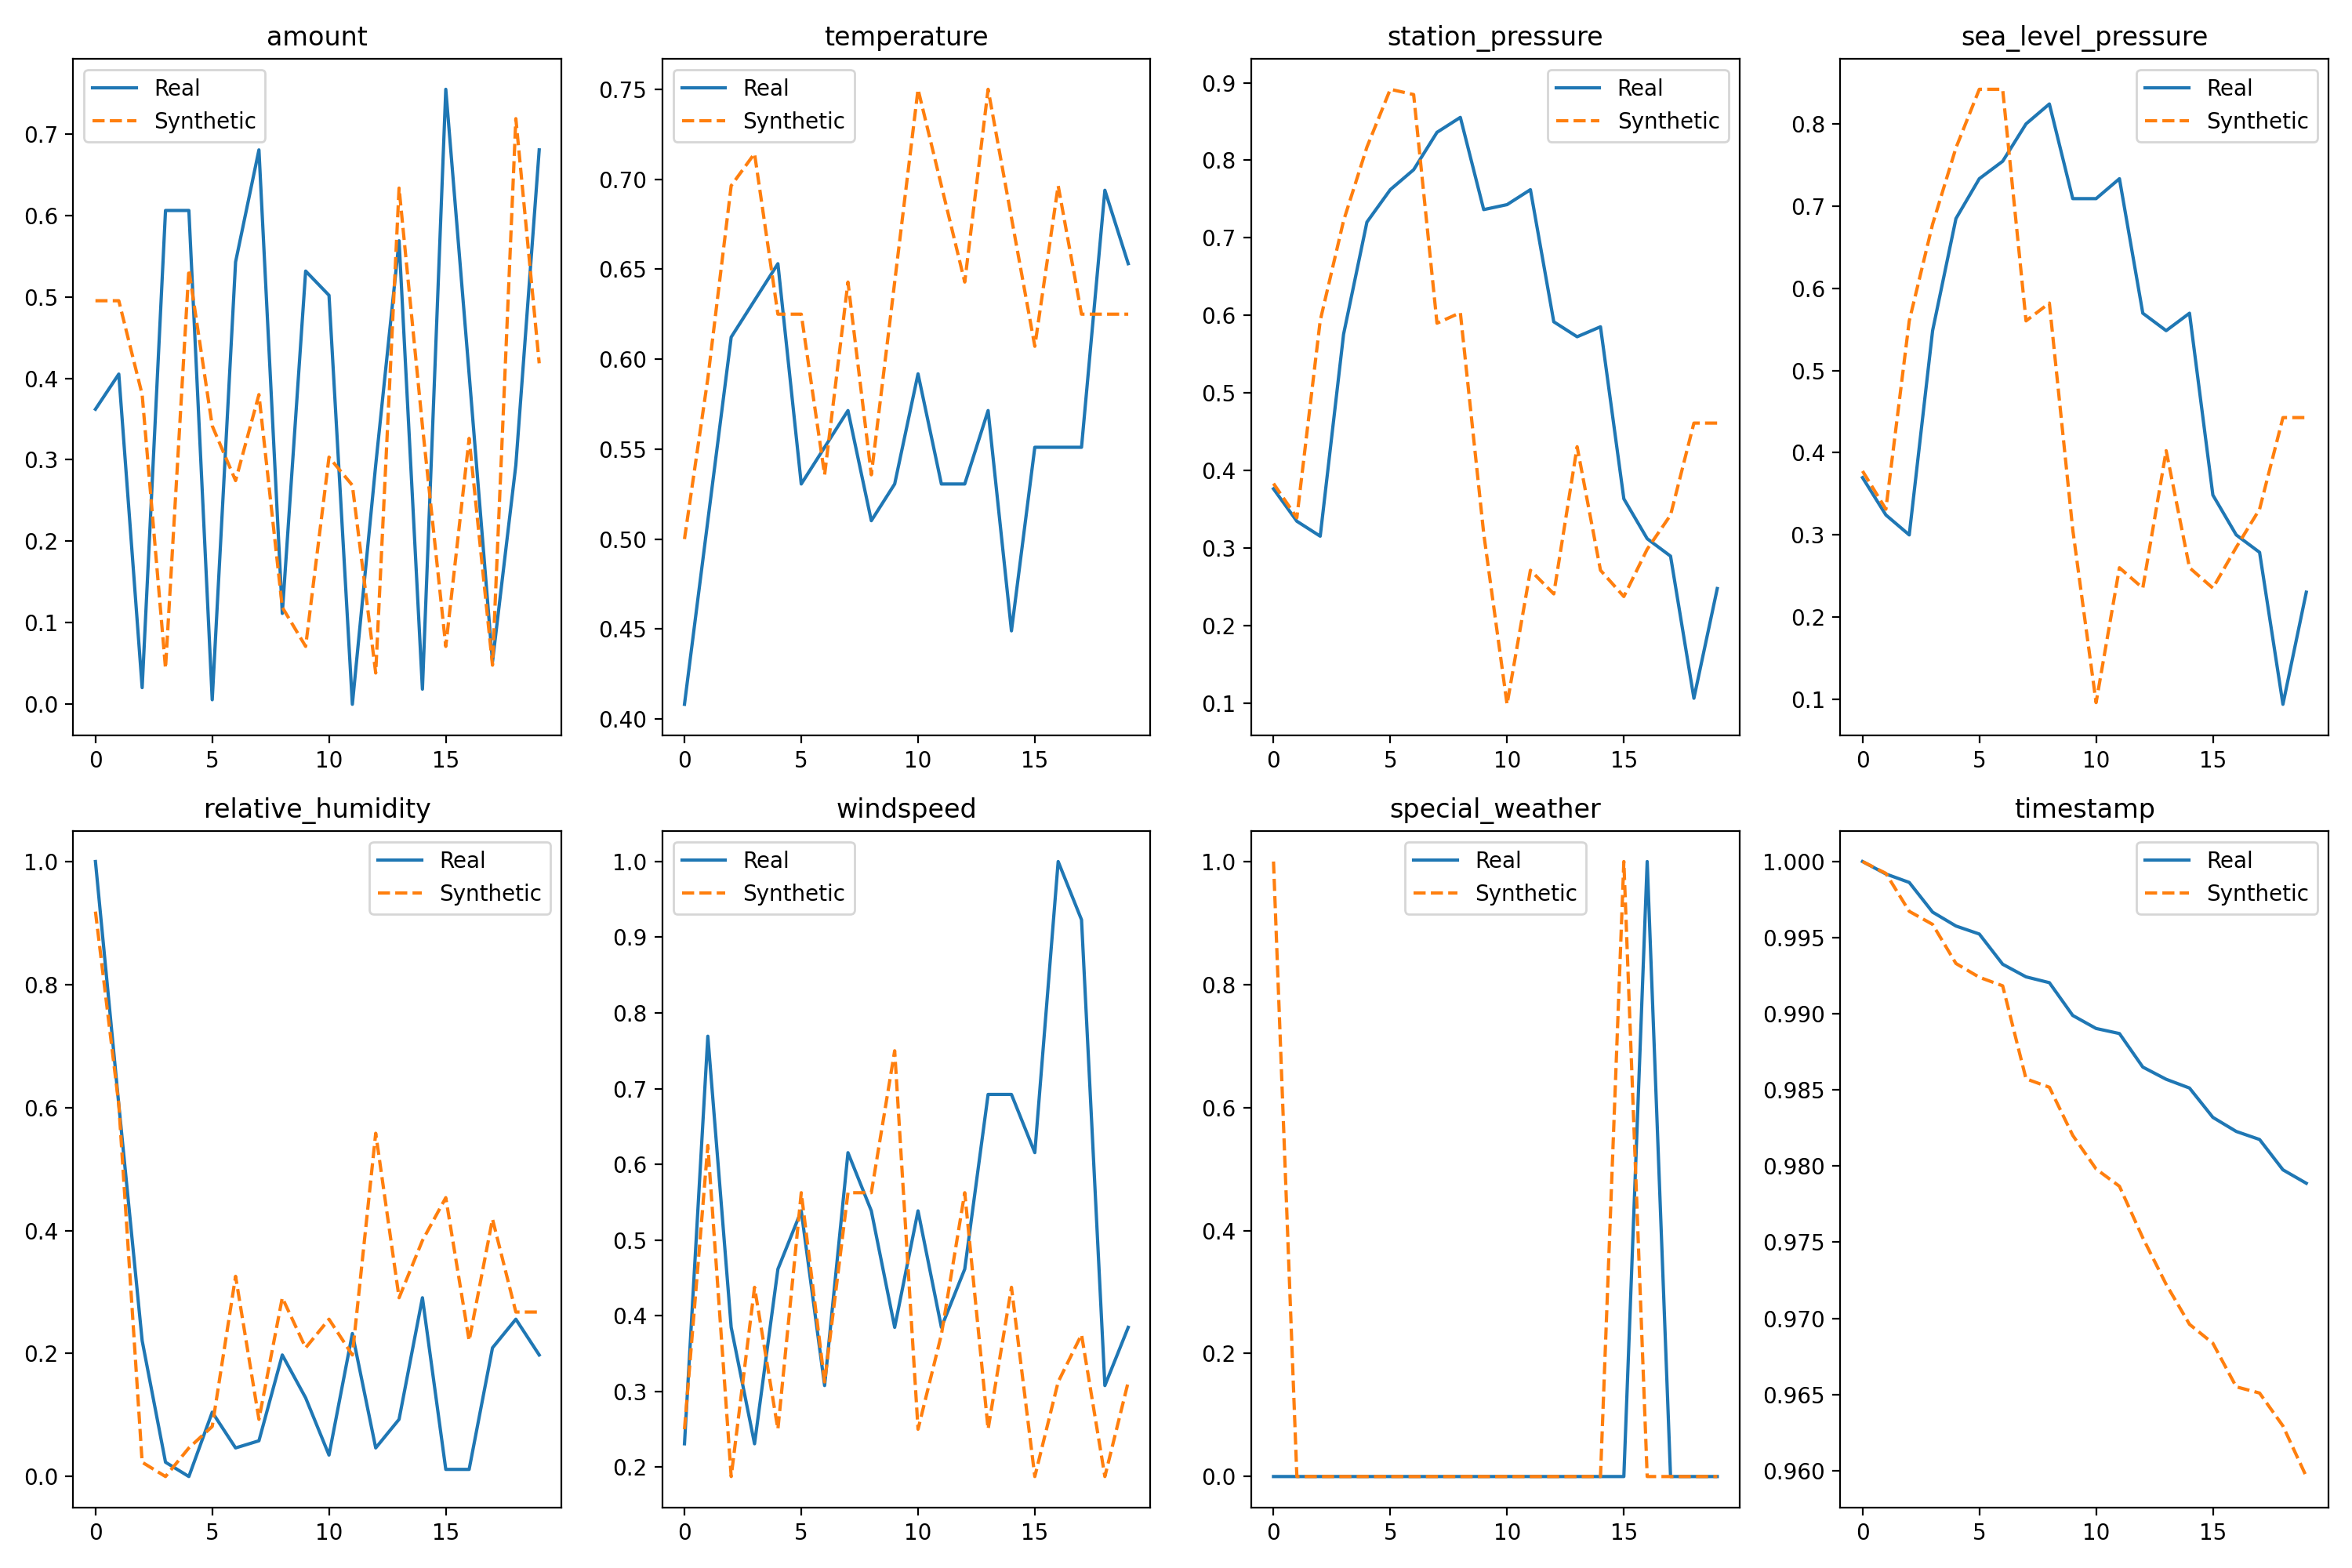 amount
Real
Synthetic
0.7
0.6
0.5
0.4
0.3
0.2
0.1
0.0
0 5 10 15
temperature
Real
Synthetic
0.75
0.70
0.65
0.60
0.55
0.50
0.45
0.40
0 5 10 15
station_pressure
Real
Synthetic
0.9
0.8
0.7
0.6
0.5
0.4
0.3
0.2
0.1
0 5 10 15
sea_level_pressure
Real
Synthetic
0.8
0.7
0.6
0.5
0.4
0.3
0.2
0.1
0 5 10 15
relative_humidity
Real
Synthetic
1.0
0.8
0.6
0.4
0.2
0.0
0 5 10 15
windspeed
Real
Synthetic
1.0
0.9
0.8
0.7
0.6
0.5
0.4
0.3
0.2
0 5 10 15
special_weather
Real
Synthetic
1.0
0.8
0.6
0.4
0.2
0.0
0 5 10 15
timestamp
Real
Synthetic
1.000
0.995
0.990
0.985
0.980
0.975
0.970
0.965
0.960
0 5 10 15